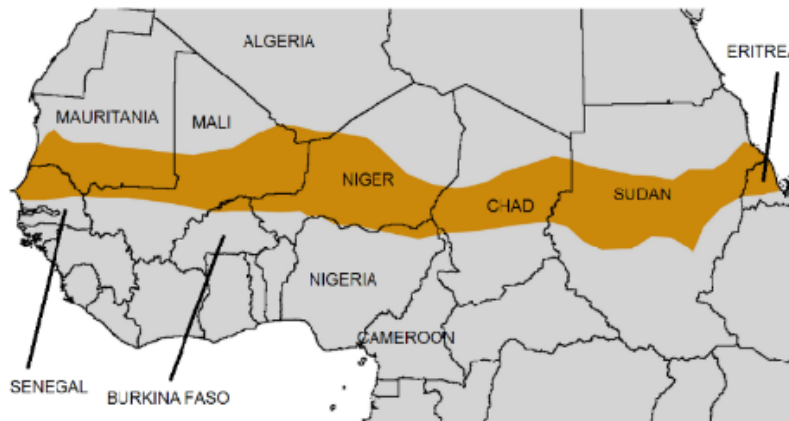 ALGERIA
ERITREA
MAURITANIA
MALI
NIGER
CHAD
SUDAN
NIGERIA
CAMEROON
SENEGAL
BURKINA FASO